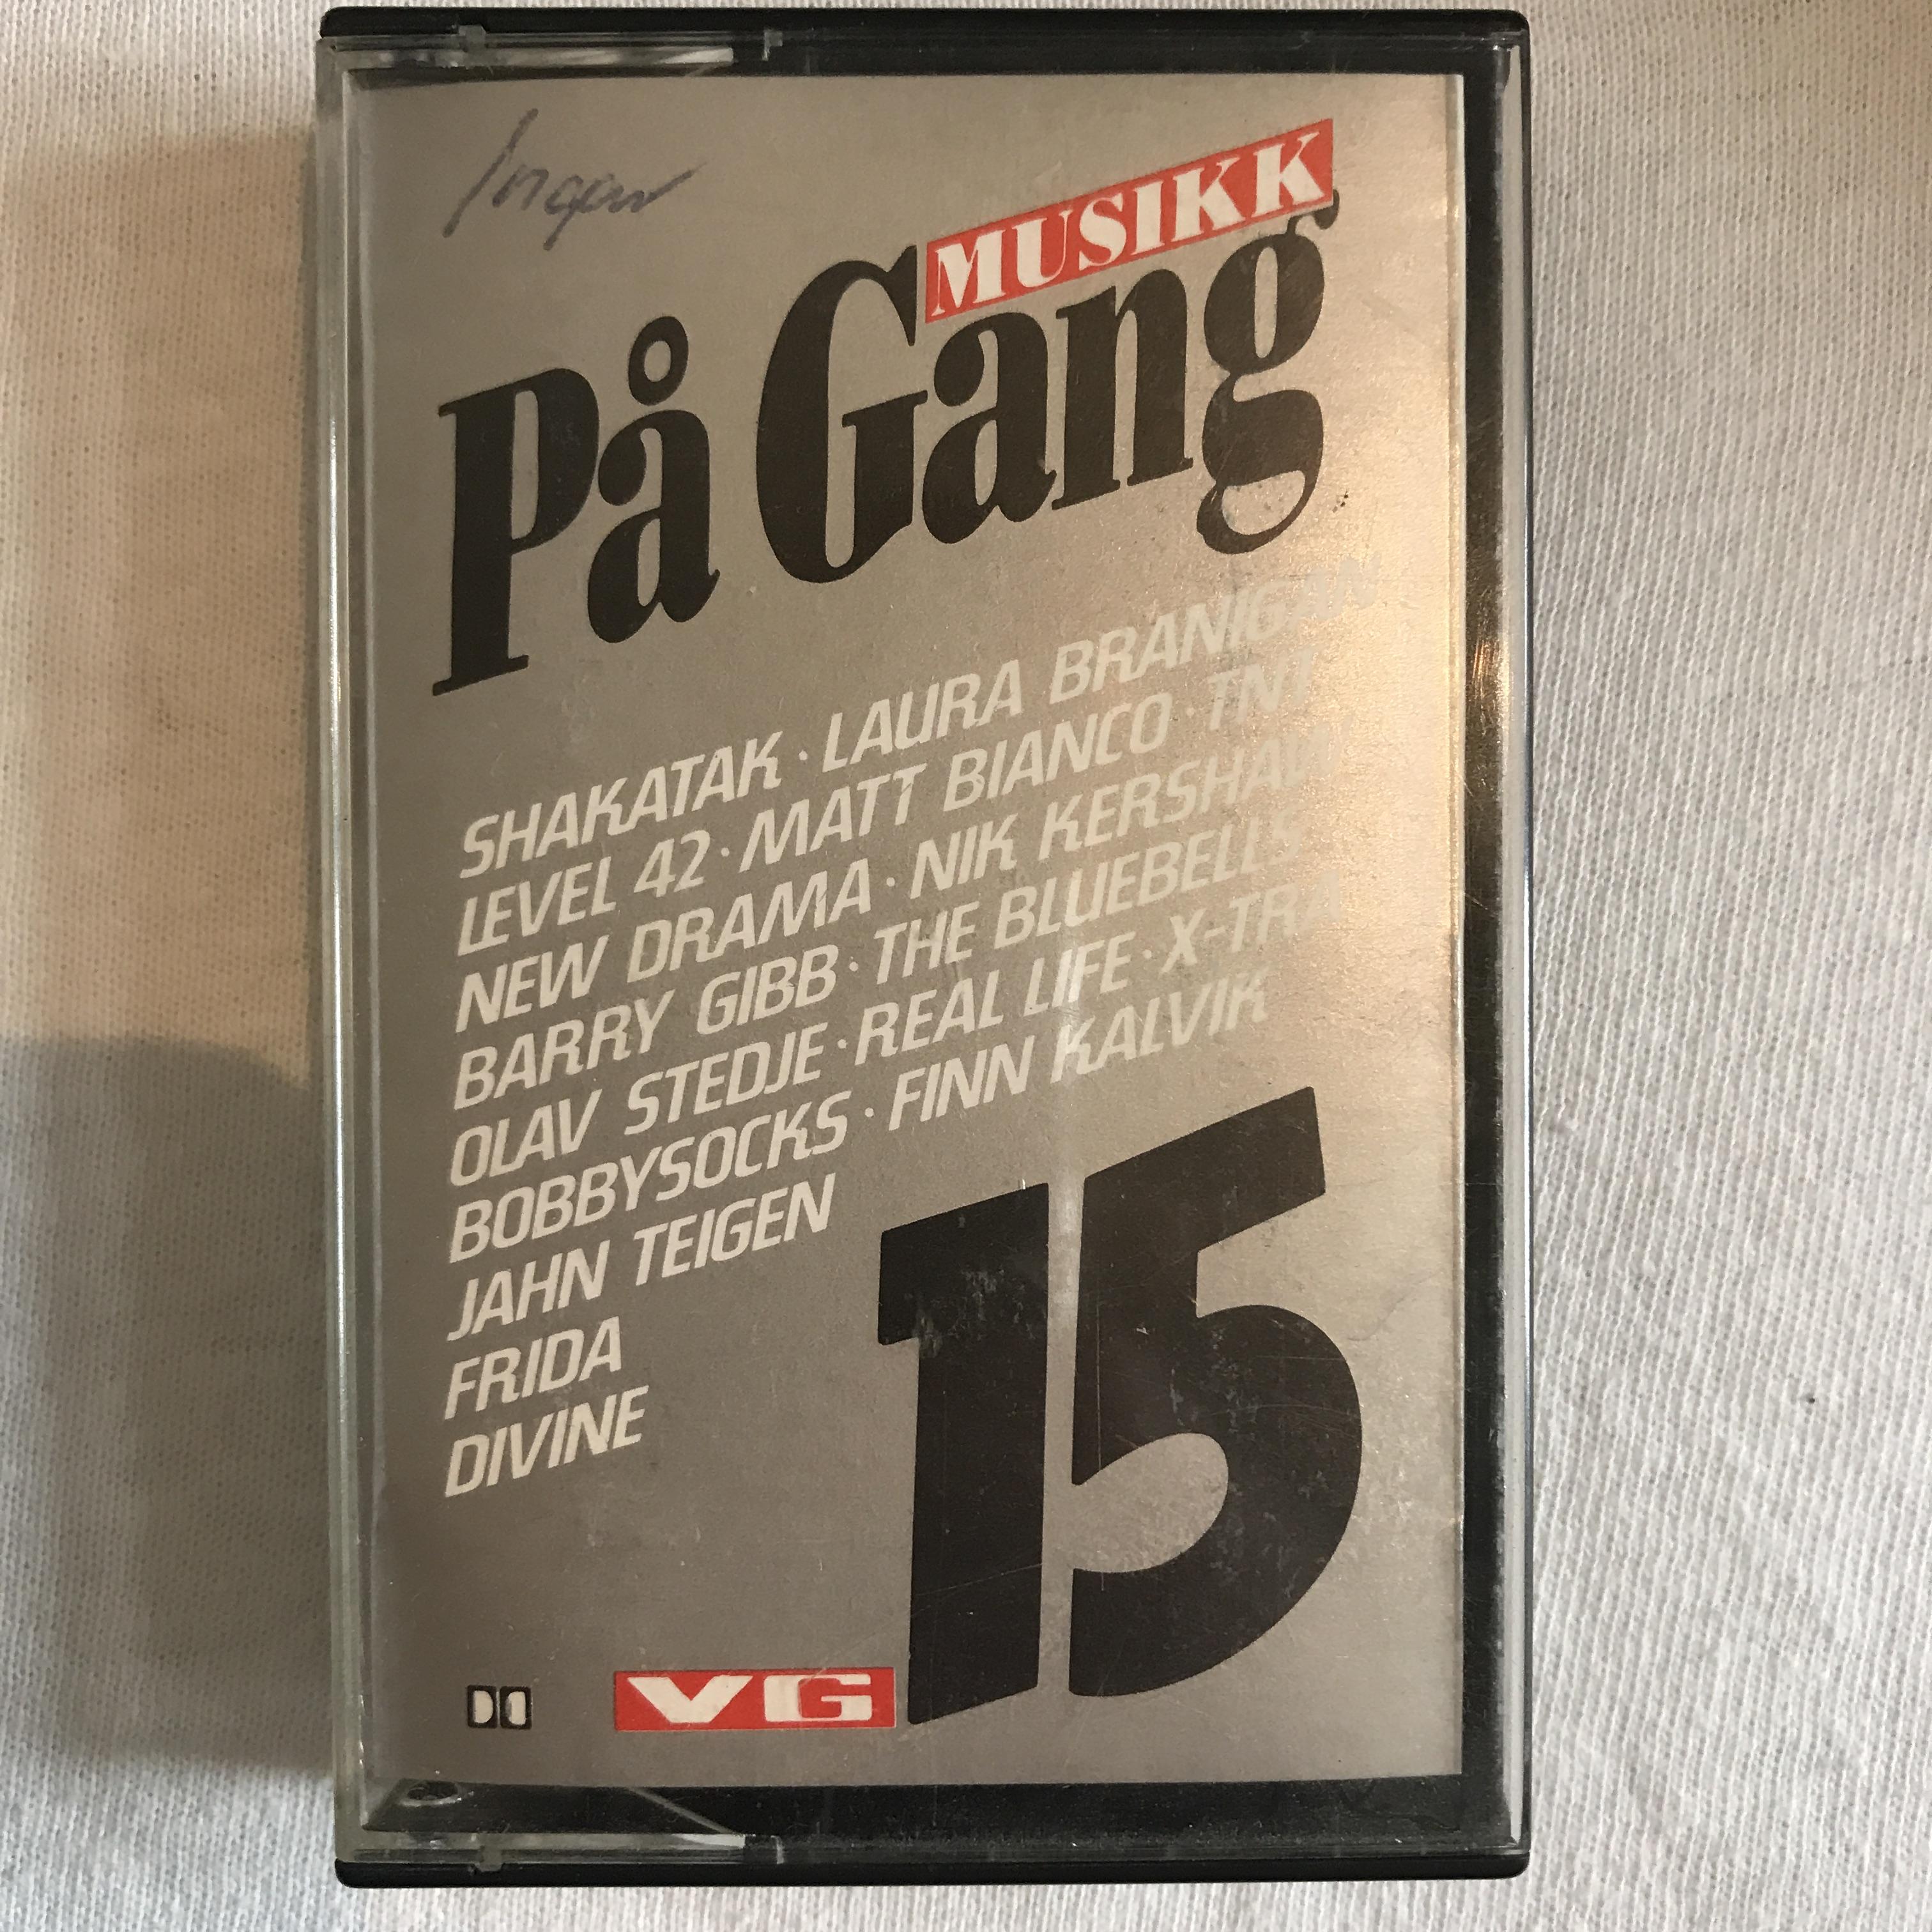 MUSIKK
På Gang
SHAKATAK · LAURA BRANIGAN
LEVEL 42 · MATT BIANCO · TNT
NEW DRAMA · NIK KERSHAW
BARRY GIBB · THE BLUEBELLS
OLAV STEDJE · REAL LIFE · X-TRA
BOBBYSOCKS · FINN KALVIK
JAHN TEIGEN
FRIDA
DIVINE
15
VG